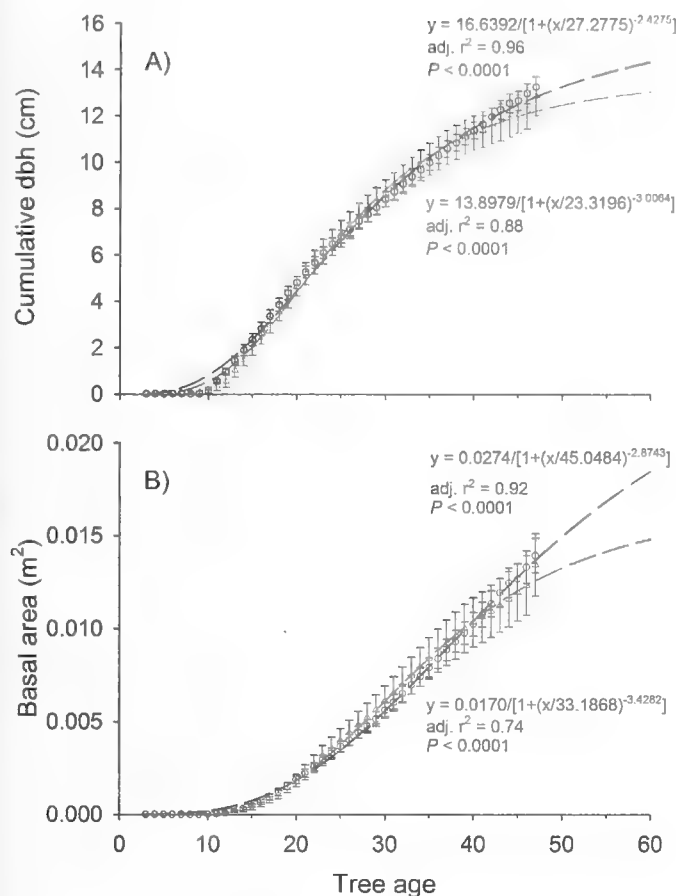 y = 16.6392/[1+(x/27.2775)^-2.4275]
adj. r² = 0.96
P < 0.0001
A)
16
14
12
10
8
6
4
2
0
Cumulative dbh (cm)
y = 13.8979/[1+(x/23.3196)^-3.0064]
adj. r² = 0.88
P < 0.0001
B)
0.020
0.015
0.010
0.005
0.000
Basal area (m²)
y = 0.0274/[1+(x/45.0484)^-2.8743]
adj. r² = 0.92
P < 0.0001
y = 0.0170/[1+(x/33.1868)^-3.4282]
adj. r² = 0.74
P < 0.0001
0 10 20 30 40 50 60
Tree age